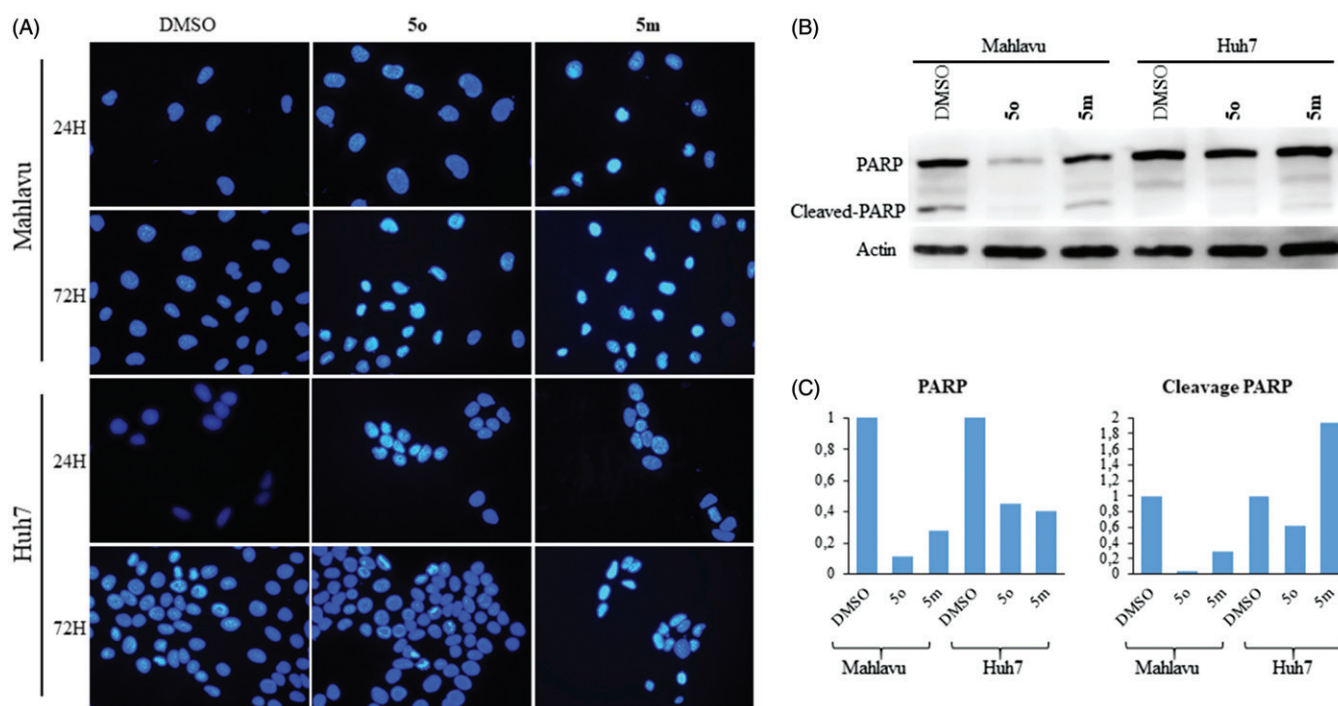 (A)
DMSO
5o
5m
Mahlavu
24H
72H
Huh7
24H
72H
(B)
Mahlavu
Huh7
DMSO
5o
5m
DMSO
5o
5m
PARP
Cleaved-PARP
Actin
(C)
PARP
1
0,8
0,6
0,4
0,2
0
DMSO
5o
5m
DMSO
5o
5m
Mahlavu
Huh7
Cleavage PARP
2
1,8
1,6
1,4
1,2
1
0,8
0,6
0,4
0,2
0
DMSO
5o
5m
DMSO
5o
5m
Mahlavu
Huh7